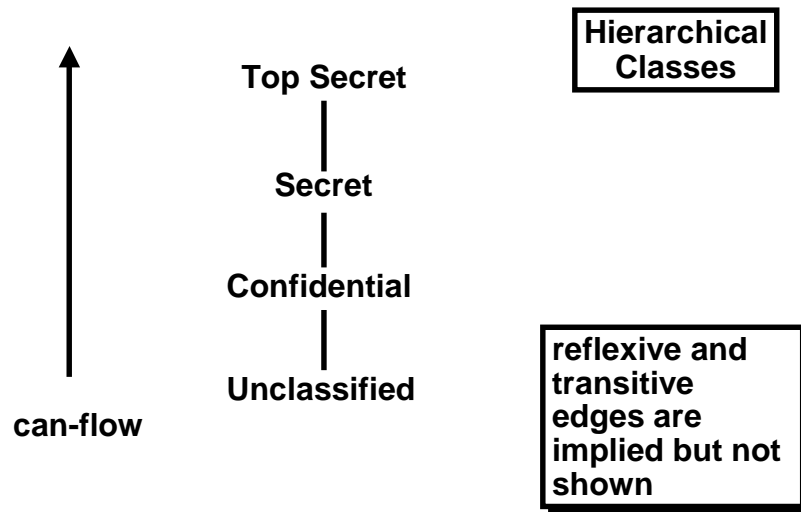 Hierarchical
Classes
Top Secret
Secret
Confidential
Unclassified
can-flow
reflexive and
transitive
edges are
implied but not
shown